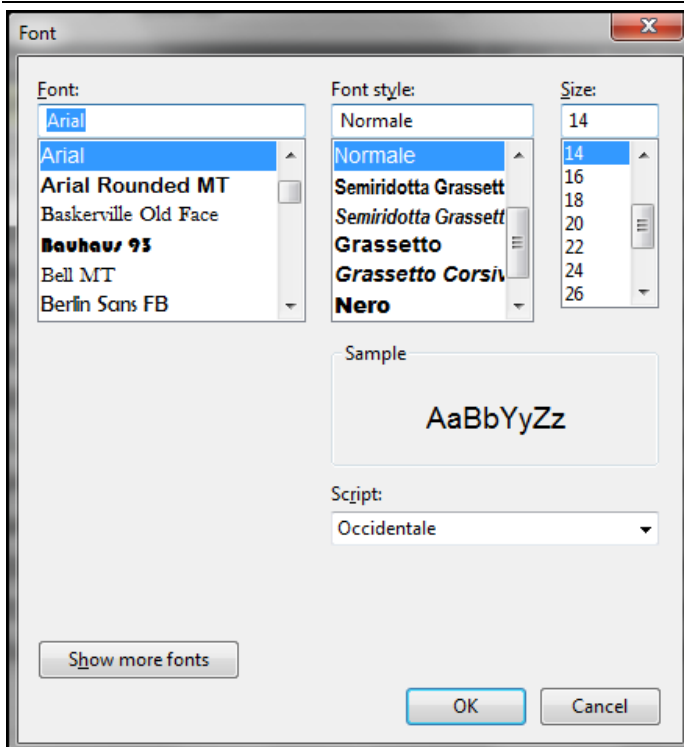 Font
Font:
Arial
Arial
Arial Rounded MT
Baskerville Old Face
Bauhaus 93
Bell MT
Berlin Sans FB
Font style:
Normale
Normale
Semiridotta Grassett
Semiridotta Grassett
Grassetto
Grassetto Corsiv
Nero
Size:
14
14
16
18
20
22
24
26
Sample
AaBbYyZz
Script:
Occidentale
Show more fonts
OK
Cancel